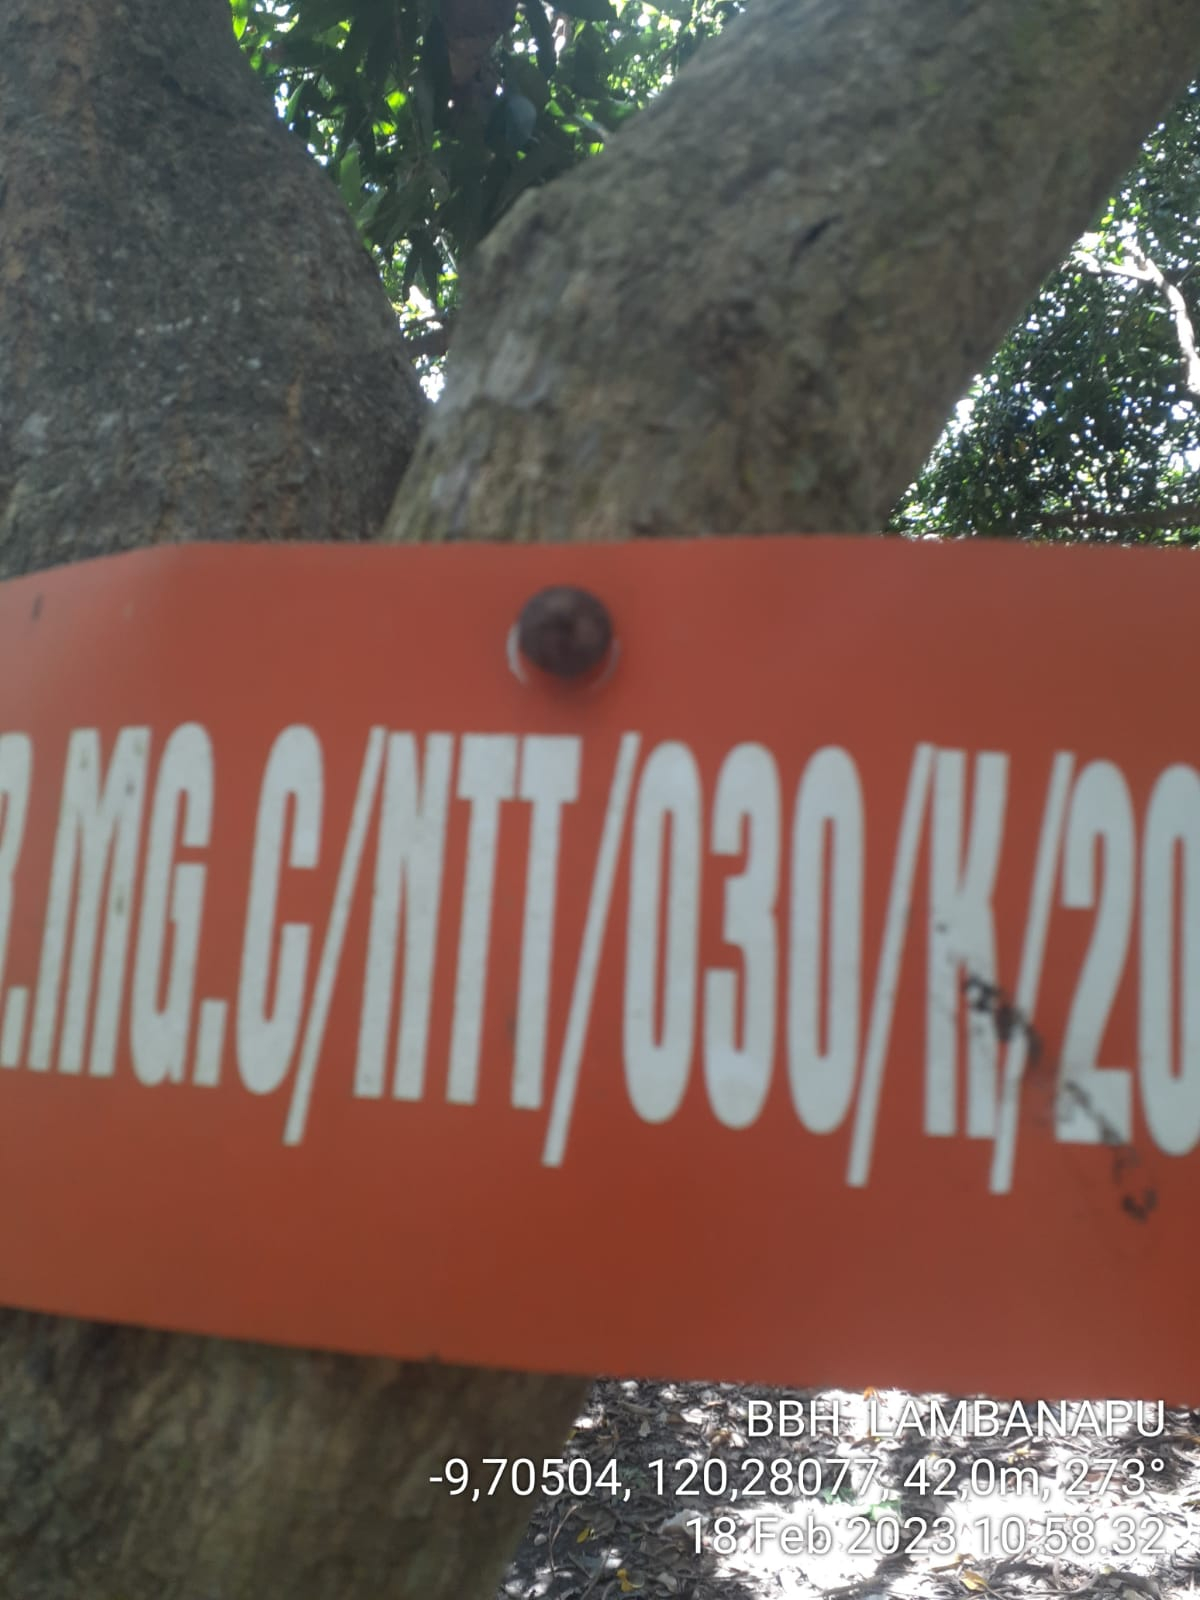 R.MG.C/NTT/030/K/20
BBH LAMBANAPU
-9,70504, 120,28077, 42,0m, 273°
18 Feb 2023 10.58.32